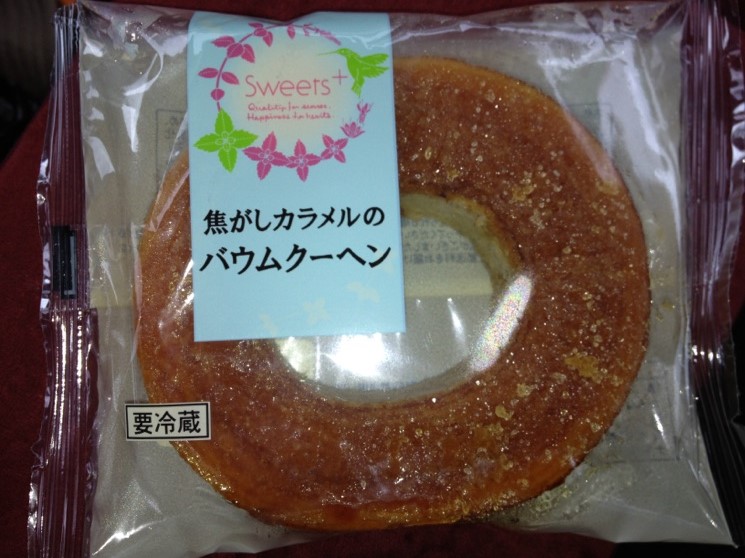 Sweets+
Quality for senses,
Happiness to hearts.
焦がしカラメルの
バウムクーヘン
要冷蔵